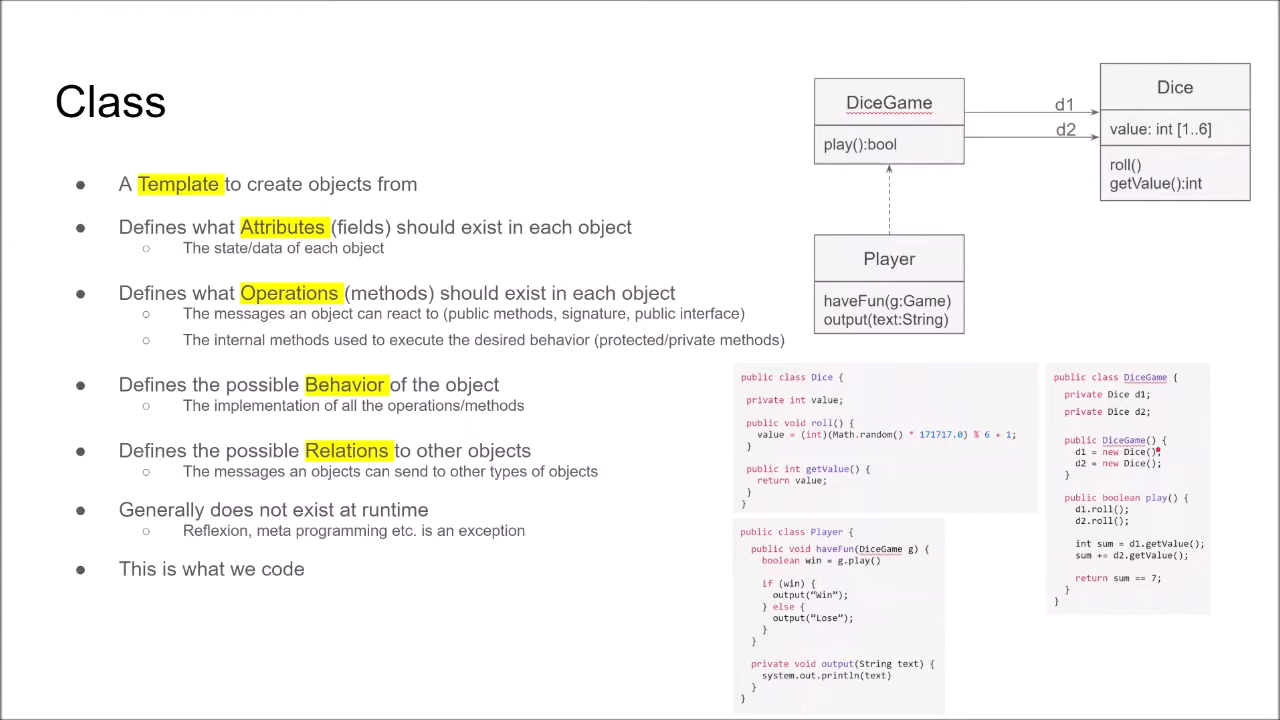 Class
● A Template to create objects from
● Defines what Attributes (fields) should exist in each object
○ The state/data of each object
● Defines what Operations (methods) should exist in each object
○ The messages an object can react to (public methods, signature, public interface)
○ The internal methods used to execute the desired behavior (protected/private methods)
● Defines the possible Behavior of the object
○ The implementation of all the operations/methods
● Defines the possible Relations to other objects
○ The messages an objects can send to other types of objects
● Generally does not exist at runtime
○ Reflexion, meta programming etc. is an exception
● This is what we code
DiceGame
play():bool
d1
d2
Dice
value: int [1..6]
roll()
getValue():int
Player
haveFun(g:Game)
output(text:String)
public class Dice {
private int value;
public void roll() {
value = (int)(Math.random() * 171717.0) % 6 + 1;
}
public int getValue() {
return value;
}
}
public class Player {
public void haveFun(DiceGame g) {
boolean win = g.play()
if (win) {
output(“Win”);
} else {
output(“Lose”);
}
}
private void output(String text) {
system.out.println(text)
}
}
public class DiceGame {
private Dice d1;
private Dice d2;
public DiceGame() {
d1 = new Dice();
d2 = new Dice();
}
public boolean play() {
d1.roll();
d2.roll();
int sum = d1.getValue();
sum += d2.getValue();
return sum == 7;
}
}